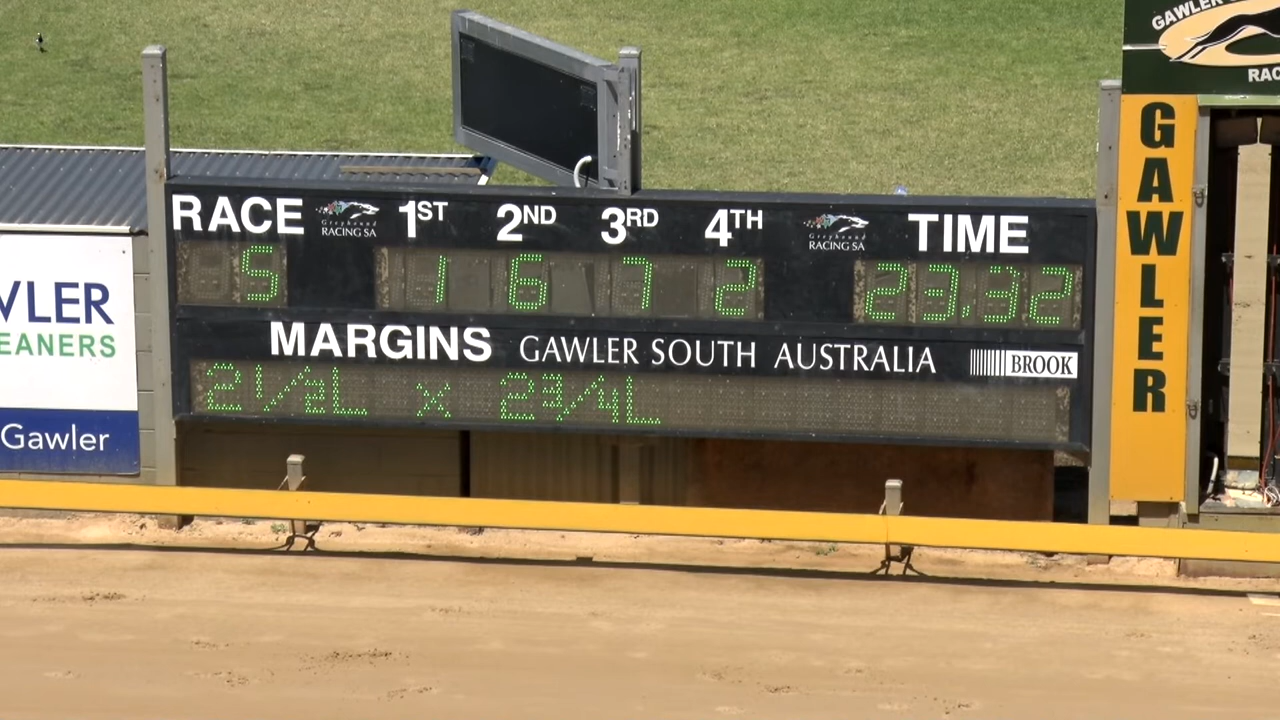 GAWLER
RAC
RACE Greyhound RACING SA 1ST 2ND 3RD 4TH Greyhound RACING SA TIME
5 1 6 7 2 23.32
MARGINS GAWLER SOUTH AUSTRALIA BROOK
2 1/2L x 2 3/4L
WLER
EANERS
Gawler
GAWLER